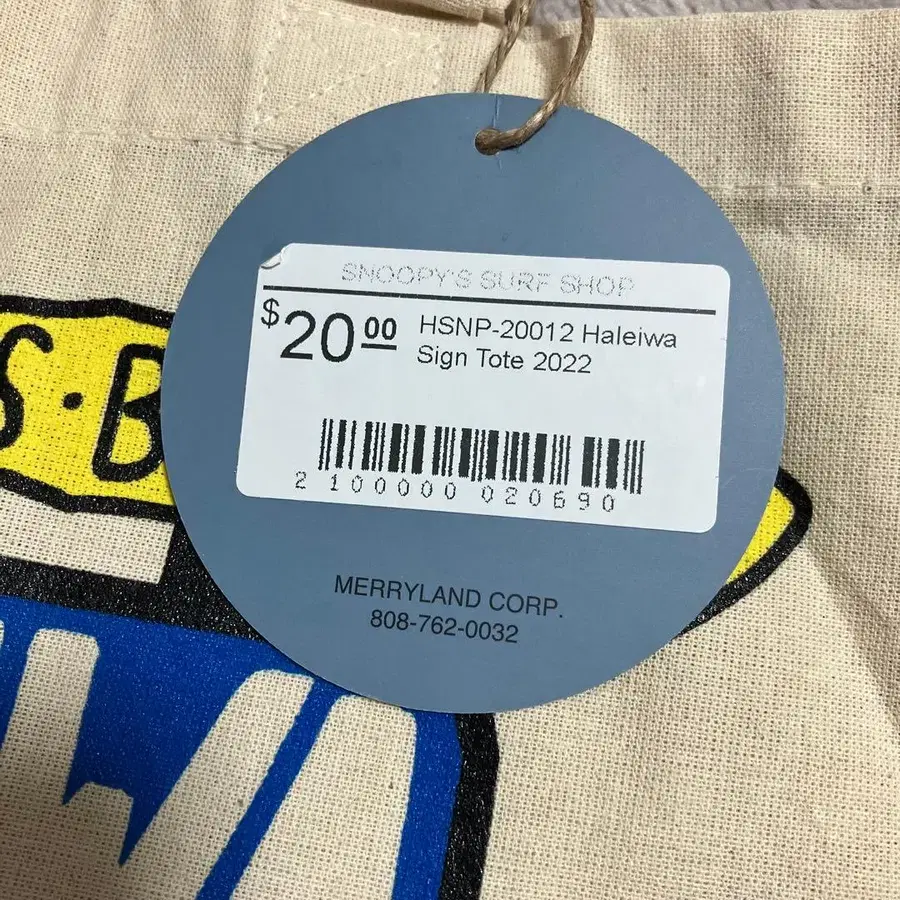 SNOOPY'S SURF SHOP
$20.00
HSNP-20012 Haleiwa
Sign Tote 2022
2 100000 020690
MERRYLAND CORP.
808-762-0032
S·B